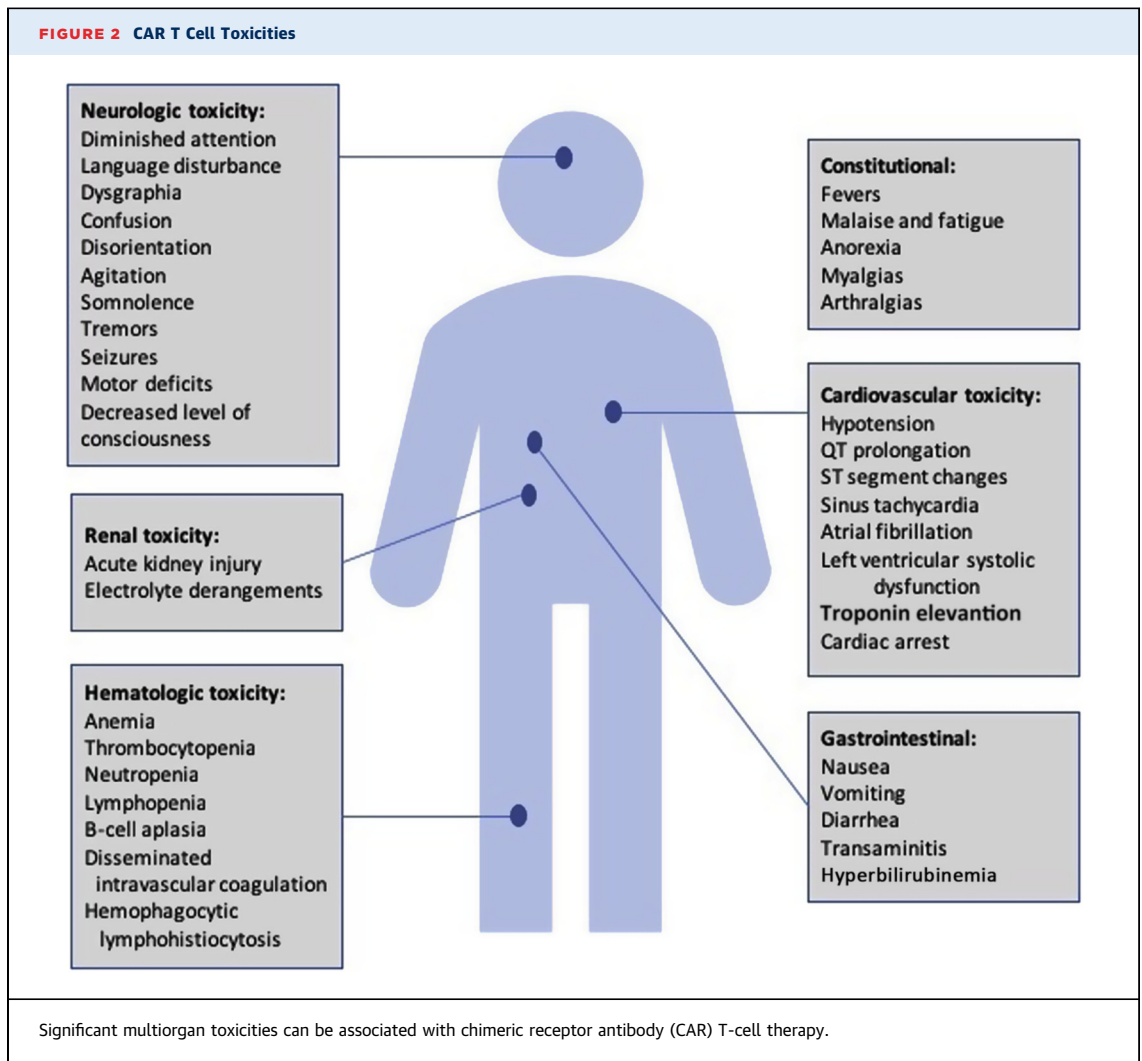 FIGURE 2 CAR T Cell Toxicities
Neurologic toxicity:
Diminished attention
Language disturbance
Dysgraphia
Confusion
Disorientation
Agitation
Somnolence
Tremors
Seizures
Motor deficits
Decreased level of
consciousness
Renal toxicity:
Acute kidney injury
Electrolyte derangements
Hematologic toxicity:
Anemia
Thrombocytopenia
Neutropenia
Lymphopenia
B-cell aplasia
Disseminated
intravascular coagulation
Hemophagocytic
lymphohistiocytosis
Constitutional:
Fevers
Malaise and fatigue
Anorexia
Myalgias
Arthralgias
Cardiovascular toxicity:
Hypotension
QT prolongation
ST segment changes
Sinus tachycardia
Atrial fibrillation
Left ventricular systolic
dysfunction
Troponin elevantion
Cardiac arrest
Gastrointestinal:
Nausea
Vomiting
Diarrhea
Transaminitis
Hyperbilirubinemia
Significant multiorgan toxicities can be associated with chimeric receptor antibody (CAR) T-cell therapy.